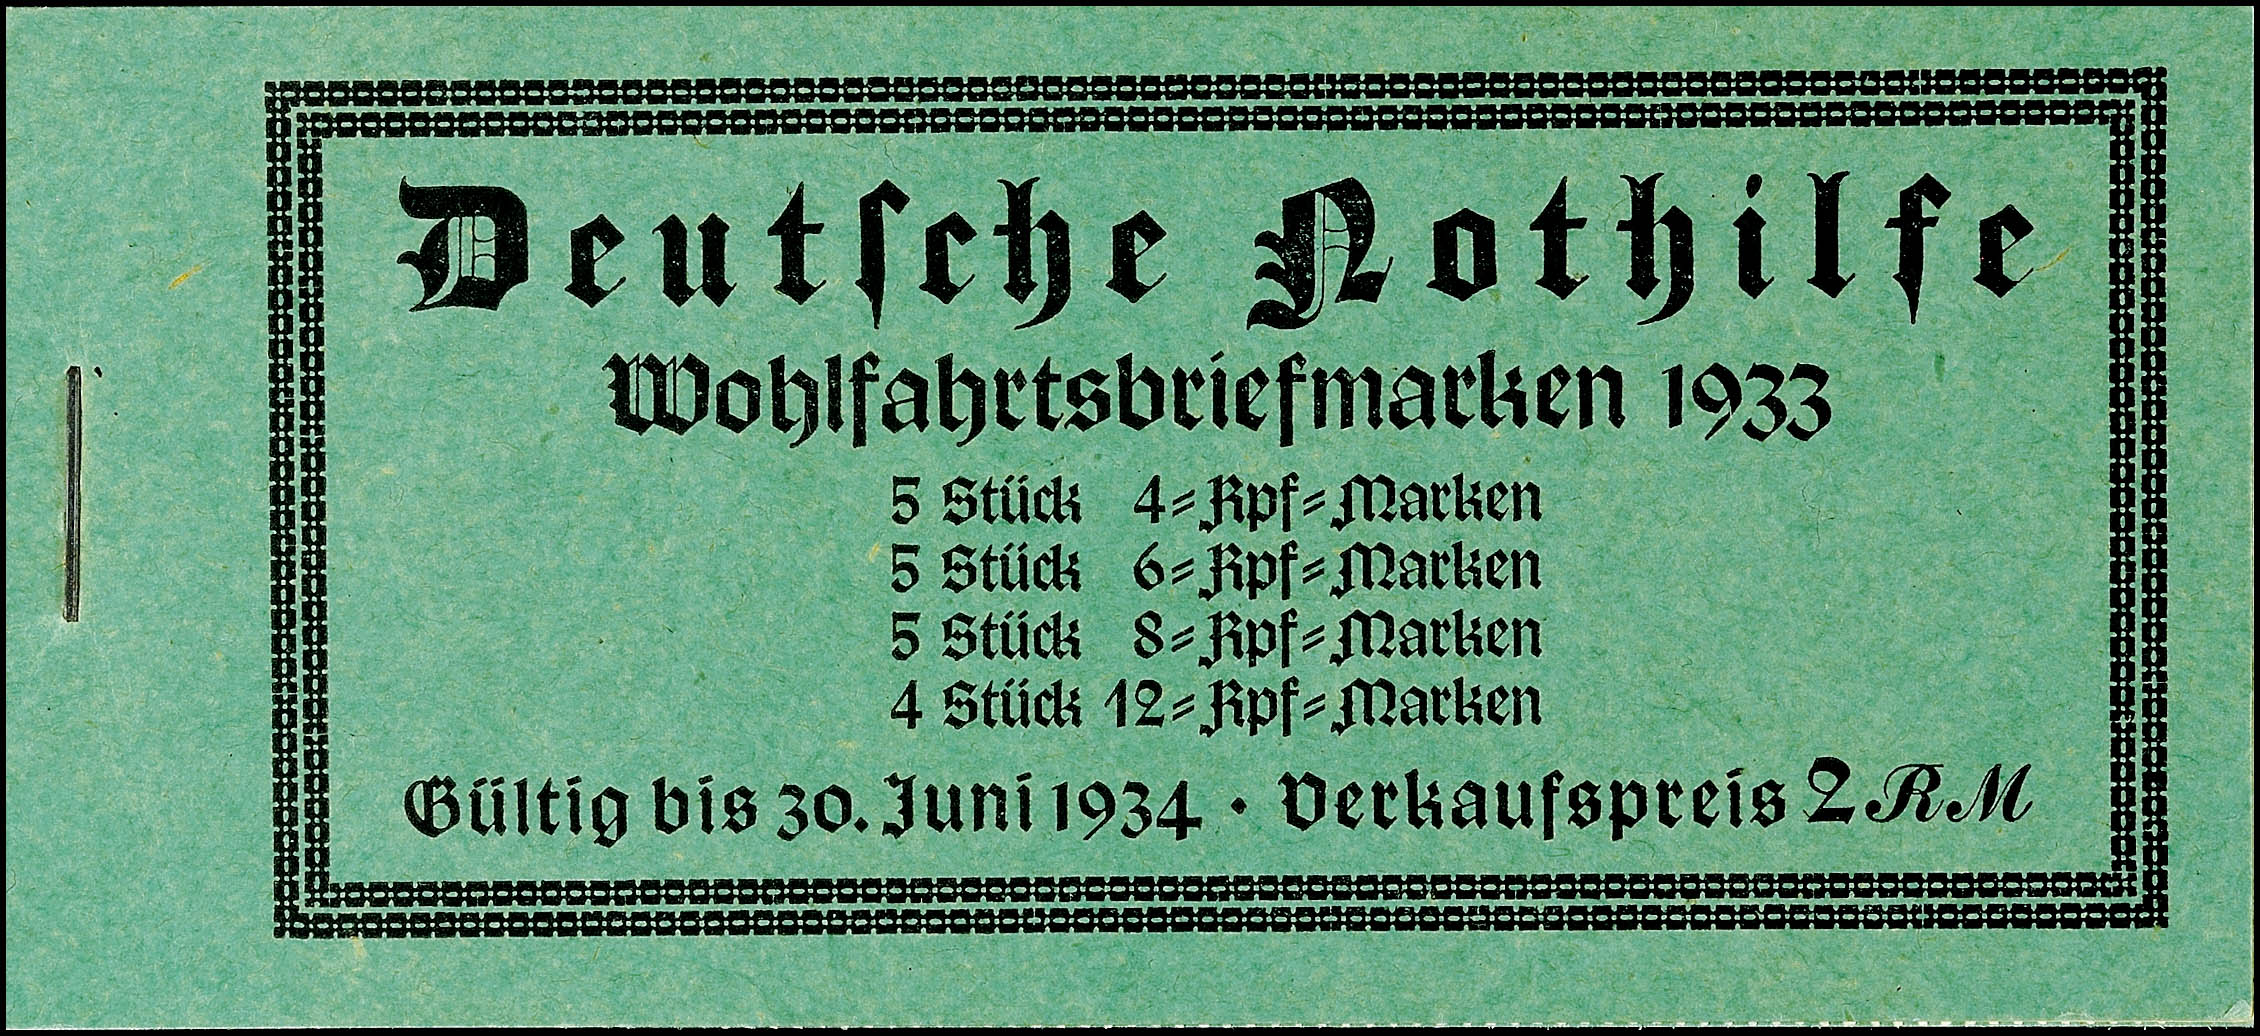 Deutſche Nothilfe
Wohlfahrtsbriefmarken 1933
5 Stück 4=Rpf=Marken
5 Stück 6=Rpf=Marken
5 Stück 8=Rpf=Marken
4 Stück 12=Rpf=Marken
Gültig bis 30. Juni 1934 · Verkaufspreis 2 RM